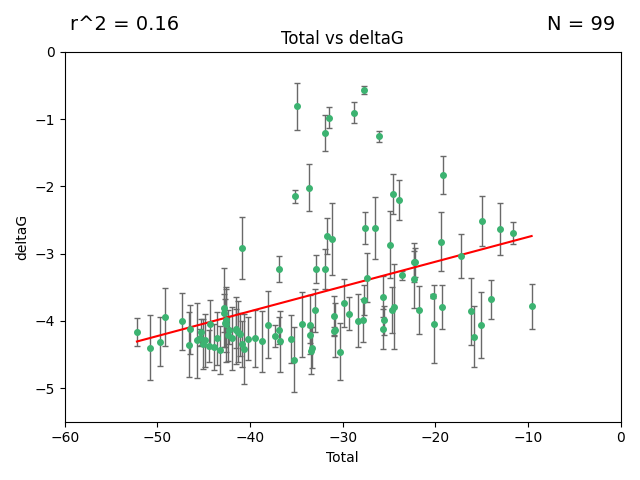 r^2 = 0.16
N = 99
Total vs deltaG
0
−1
−2
−3
−4
−5
deltaG
−60
−50
−40
−30
−20
−10
0
Total